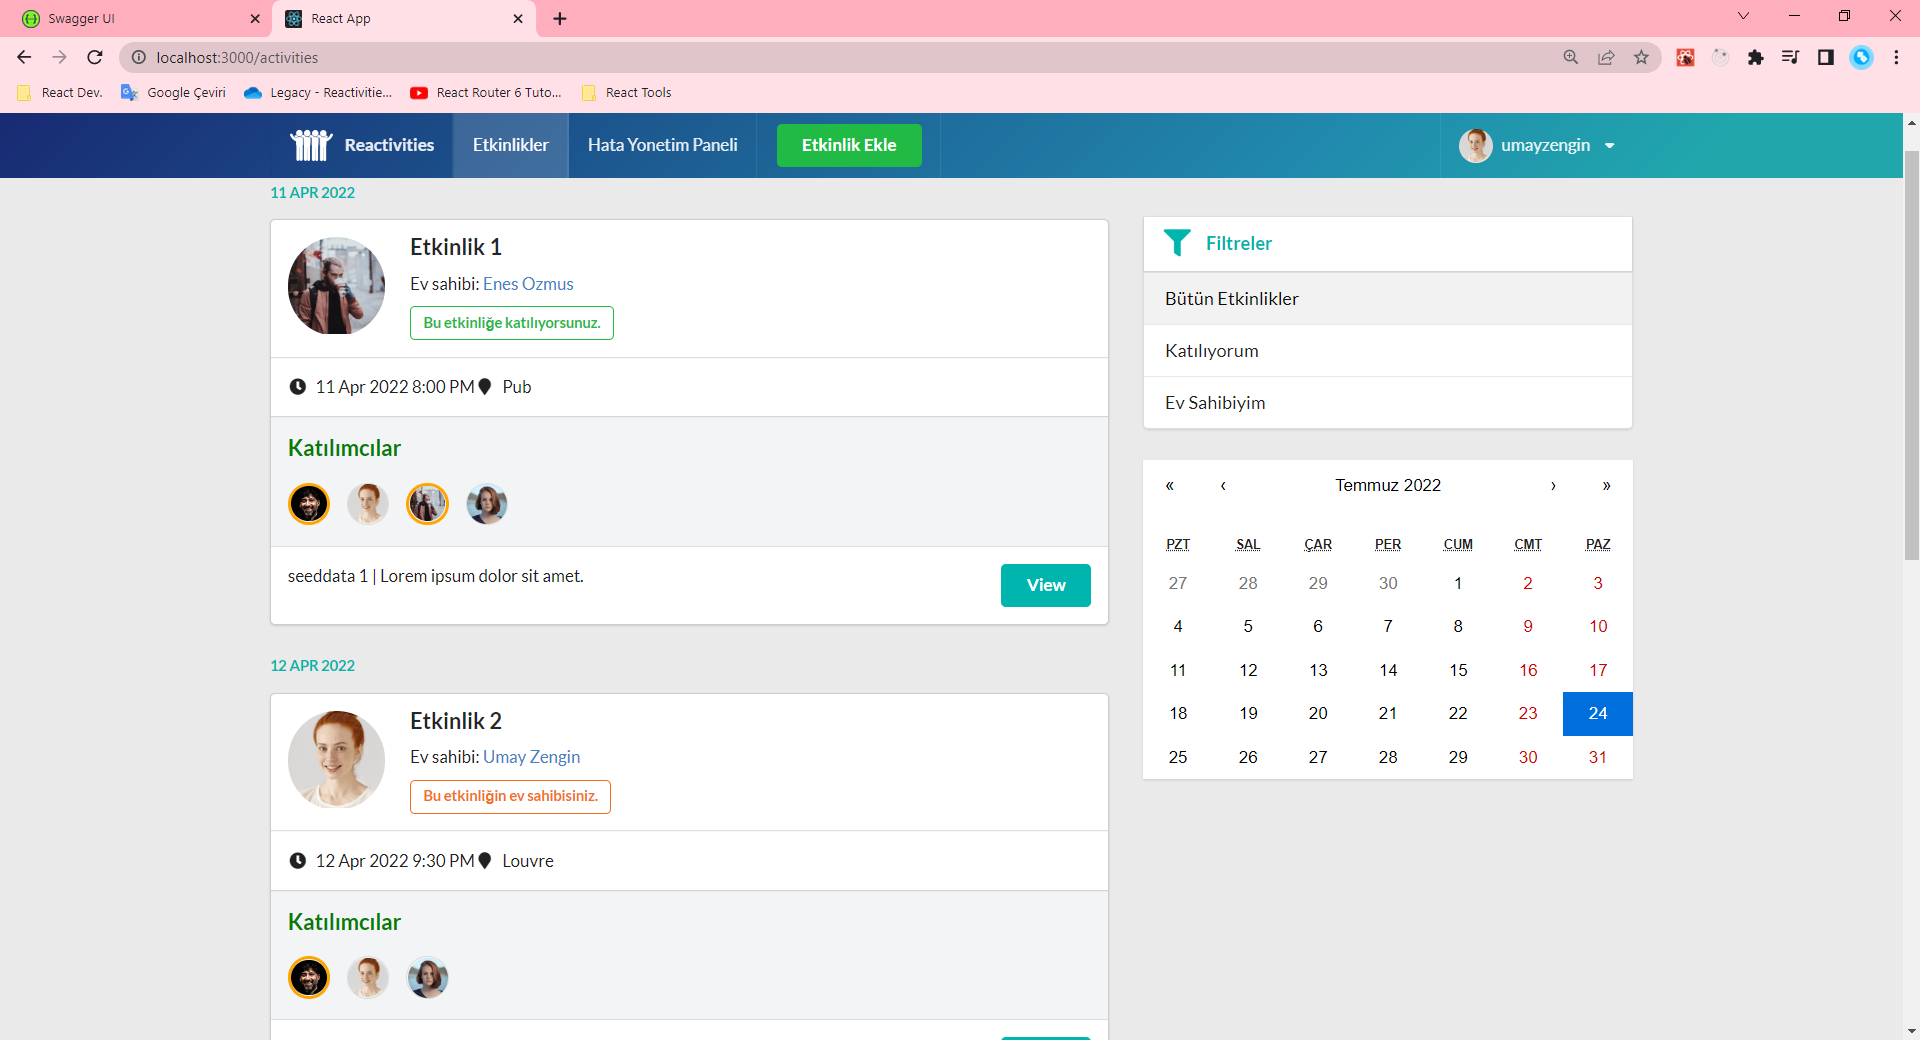 Swagger UI
React App
localhost:3000/activities
React Dev.
Google Çeviri
Legacy - Reactivitie...
React Router 6 Tuto...
React Tools
Reactivities
Etkinlikler
Hata Yonetim Paneli
Etkinlik Ekle
umayzengin
11 APR 2022
Etkinlik 1
Ev sahibi: Enes Ozmus
Bu etkinliğe katılıyorsunuz.
11 Apr 2022 8:00 PM Pub
Katılımcılar
seeddata 1 | Lorem ipsum dolor sit amet.
View
12 APR 2022
Etkinlik 2
Ev sahibi: Umay Zengin
Bu etkinliğin ev sahibisiniz.
12 Apr 2022 9:30 PM Louvre
Katılımcılar
Filtreler
Bütün Etkinlikler
Katılıyorum
Ev Sahibiyim
« ‹ Temmuz 2022 › »
PZT SAL ÇAR PER CUM CMT PAZ
27 28 29 30 1 2 3
4 5 6 7 8 9 10
11 12 13 14 15 16 17
18 19 20 21 22 23 24
25 26 27 28 29 30 31